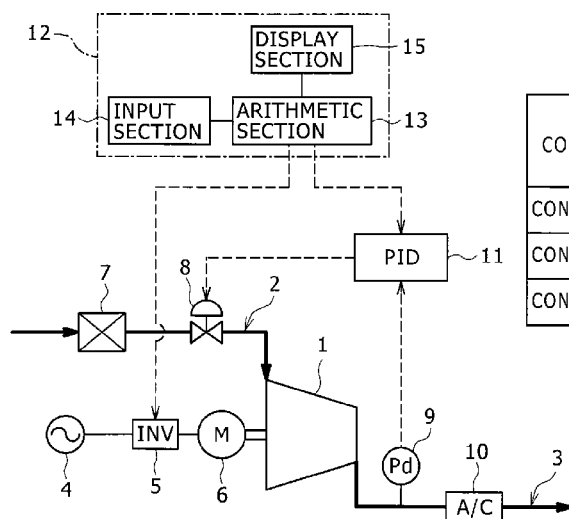 12
DISPLAY
SECTION
15
INPUT
SECTION
14
ARITHMETIC
SECTION
13
PID
11
7
8
2
1
INV
M
4
5
6
9
Pd
10
A/C
3
CO
CON
CON
CON